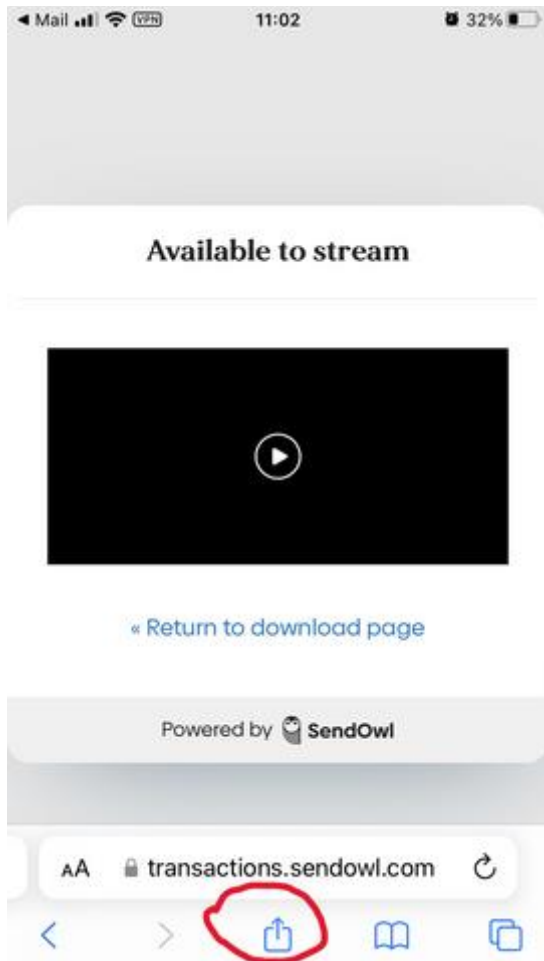 ◀ Mail VPN 11:02 32%
Available to stream
« Return to download page
Powered by SendOwl
AA transactions.sendowl.com